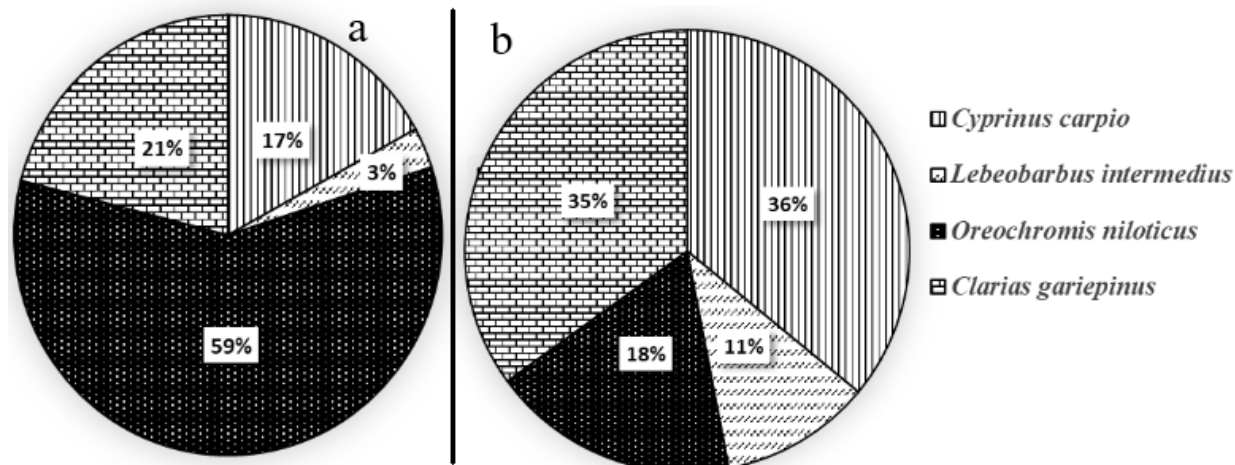 a
17%
3%
59%
21%
b
36%
11%
18%
35%
Cyprinus carpio
Lebeobarbus intermedius
Oreochromis niloticus
Clarias gariepinus